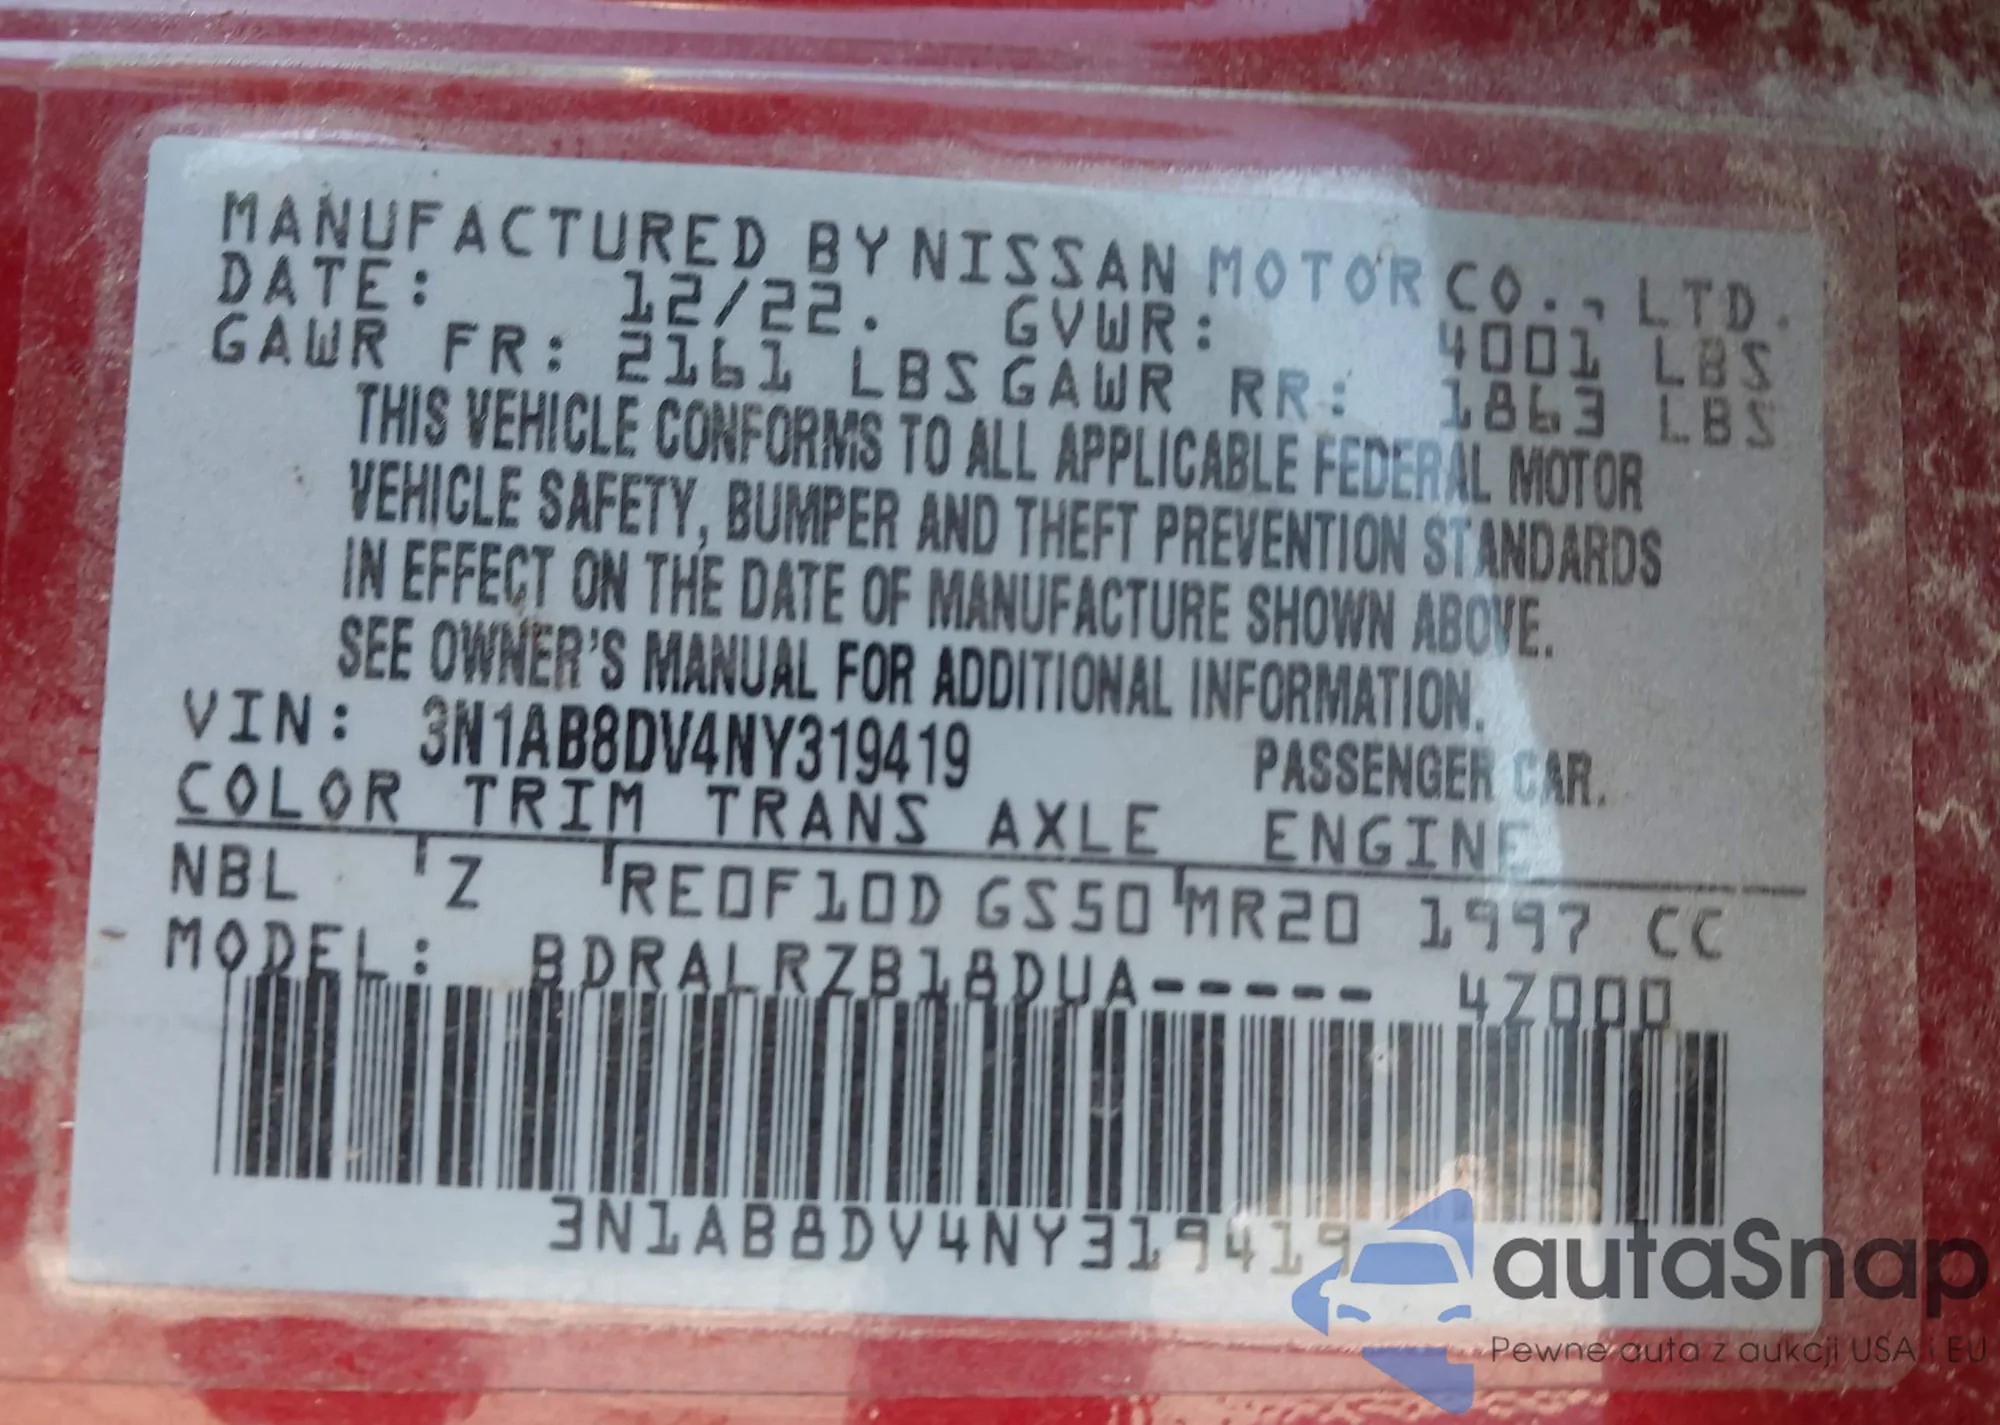 MANUFACTURED BY NISSAN MOTOR CO., LTD.
DATE: 12/22. GVWR: 4001 LBS
GAWR FR: 2161 LBS GAWR RR: 1863 LBS
THIS VEHICLE CONFORMS TO ALL APPLICABLE FEDERAL MOTOR
VEHICLE SAFETY, BUMPER AND THEFT PREVENTION STANDARDS
IN EFFECT ON THE DATE OF MANUFACTURE SHOWN ABOVE.
SEE OWNER'S MANUAL FOR ADDITIONAL INFORMATION.
VIN: 3N1AB8DV4NY319419 PASSENGER CAR.
COLOR TRIM TRANS AXLE ENGINE
NBL Z RE0F10D GS50 MR20 1997 CC
MODEL: BDRALRZB18DUA----- 4Z000
3N1AB8DV4NY319419
autaSnap
Pewne auta z aukcji USA i EU